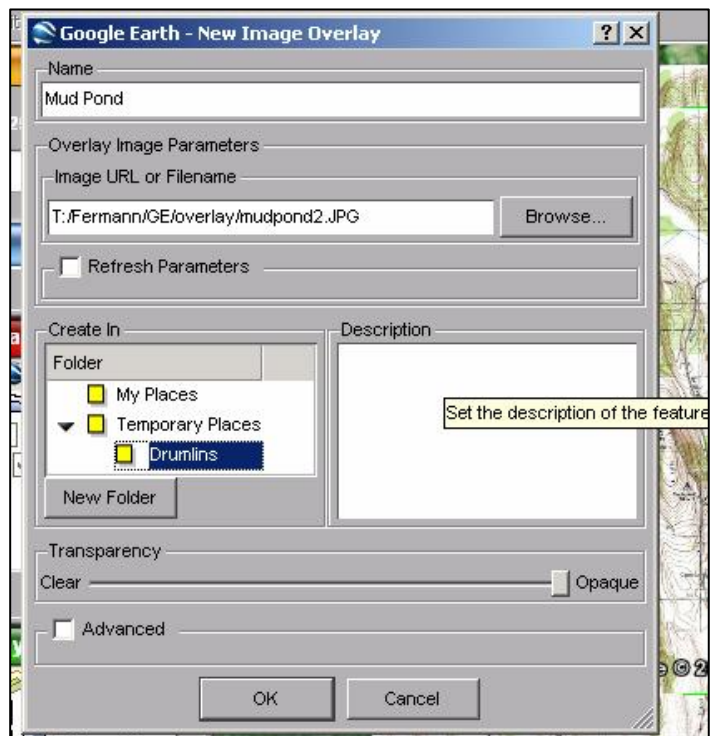 Google Earth - New Image Overlay
Name
Mud Pond
Overlay Image Parameters
Image URL or Filename
T:/Fermann/GE/overlay/mudpond2.JPG
Browse...
Refresh Parameters
Create In
Folder
My Places
Temporary Places
Drumlins
New Folder
Description
Set the description of the feature
Transparency
Clear
Opaque
Advanced
OK
Cancel
©2